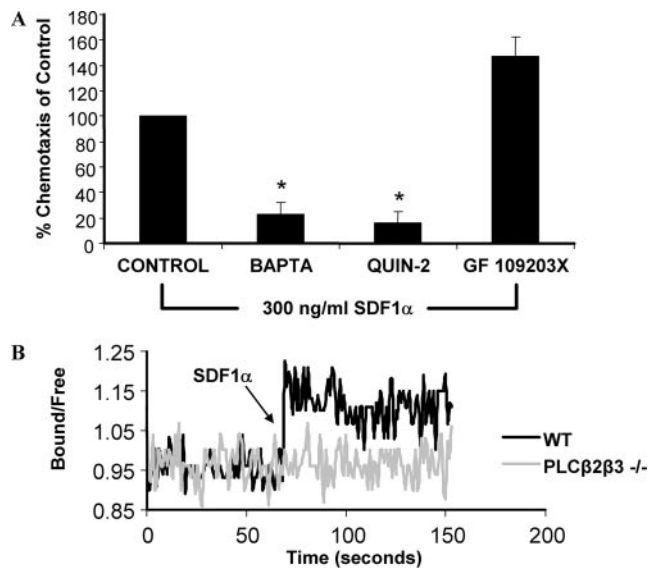 A
% Chemotaxis of Control
180
160
140
120
100
80
60
40
20
0
*
*
CONTROL BAPTA QUIN-2 GF 109203X
300 ng/ml SDF1α
B
Bound/Free
1.15
1.05
0.95
0.85
SDF1α
WT
PLCβ2β3 -/-
0 50 100 150 200
Time (seconds)